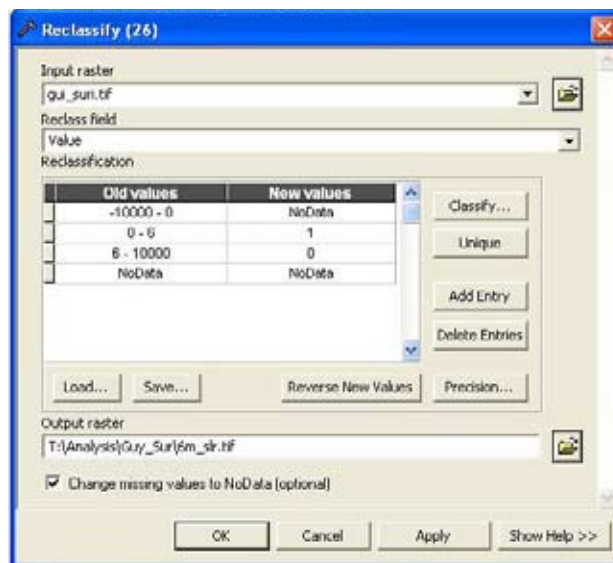 Reclassify (26)
Input raster
gui_suri.tif
Reclass field
Value
Reclassification
Old values New values
-10000 - 0 NoData
0 - 6 1
6 - 10000 0
NoData NoData
Classify...
Unique
Add Entry
Delete Entries
Load... Save... Reverse New Values Precision...
Output raster
T:\Analysis\Guy_Sur\6m_slr.tif
Change missing values to NoData (optional)
OK Cancel Apply Show Help >>